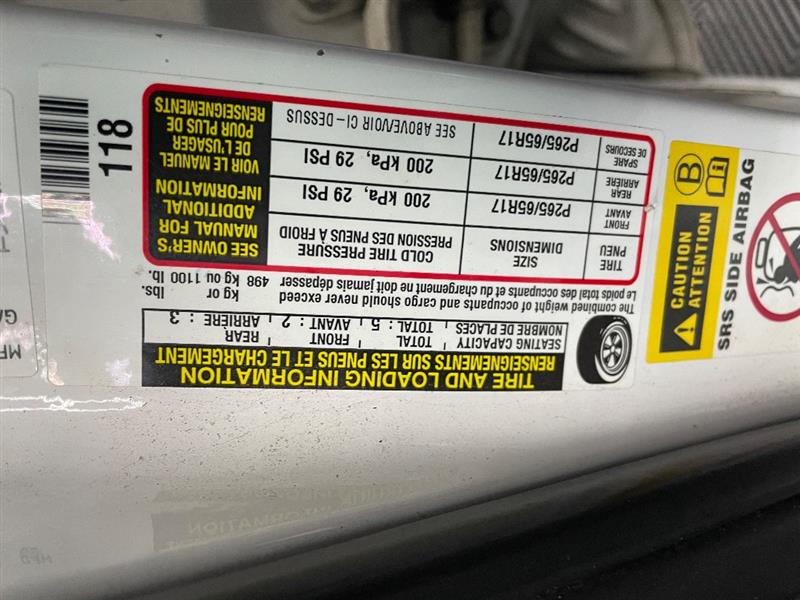 TIRE AND LOADING INFORMATION
RENSEIGNEMENTS SUR LES PNEUS ET LE CHARGEMENT
SEATING CAPACITY
NOMBRE DE PLACES
TOTAL
TOTAL : 5
FRONT
AVANT : 2
REAR
ARRIÈRE : 3
The combined weight of occupants and cargo should never exceed kg or lbs.
Le poids total des occupants et du chargement ne doit jamais dépasser 498 kg ou 1100 lb.
TIRE
PNEU
SIZE
DIMENSIONS
COLD TIRE PRESSURE
PRESSION DES PNEUS À FROID
FRONT
AVANT
P265/65R17
200 kPa, 29 PSI
REAR
ARRIÈRE
P265/65R17
200 kPa, 29 PSI
SPARE
DE SECOURS
P265/65R17
SEE ABOVE/VOIR CI-DESSUS
SEE OWNER'S
MANUAL FOR
ADDITIONAL
INFORMATION
VOIR LE MANUEL
DE L'USAGER
POUR PLUS DE
RENSEIGNEMENTS
118
B
CAUTION
ATTENTION
SRS SIDE AIRBAG
MF
GA